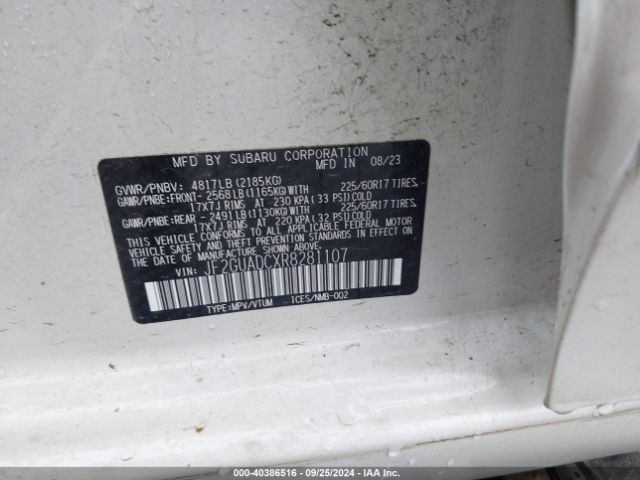 MFD BY SUBARU CORPORATION
MFD IN 08/23
GVWR/PNBV: 4817LB(2185KG)
GAWR/PNBE:FRONT-2568LB(1165KG)WITH 225/60R17 TIRES,
17X7J RIMS AT 230 KPA(33 PSI)COLD
GAWR/PNBE:REAR -2491LB(1130KG)WITH 225/60R17 TIRES,
17X7J RIMS AT 220 KPA(32 PSI)COLD
THIS VEHICLE CONFORMS TO ALL APPLICABLE FEDERAL MOTOR
VEHICLE SAFETY STANDARDS IN EFFECT ON
THE DATE OF MANUFACTURE SHOWN ABOVE.
VIN: JF2GUADCXR8281107
TYPE:MPV/VTUM ICES/NMB-002
000-40386516 - 09/25/2024 - IAA Inc.